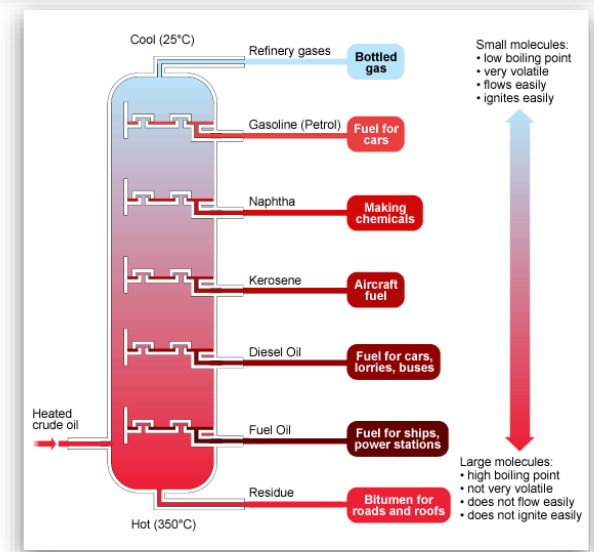 Cool (25°C)
Refinery gases
Bottled
gas
Small molecules:
• low boiling point
• very volatile
• flows easily
• ignites easily
Gasoline (Petrol)
Fuel for
cars
Naphtha
Making
chemicals
Kerosene
Aircraft
fuel
Diesel Oil
Fuel for cars,
lorries, buses
Heated
crude oil
Fuel Oil
Fuel for ships,
power stations
Residue
Bitumen for
roads and roofs
Hot (350°C)
Large molecules:
• high boiling point
• not very volatile
• does not flow easily
• does not ignite easily